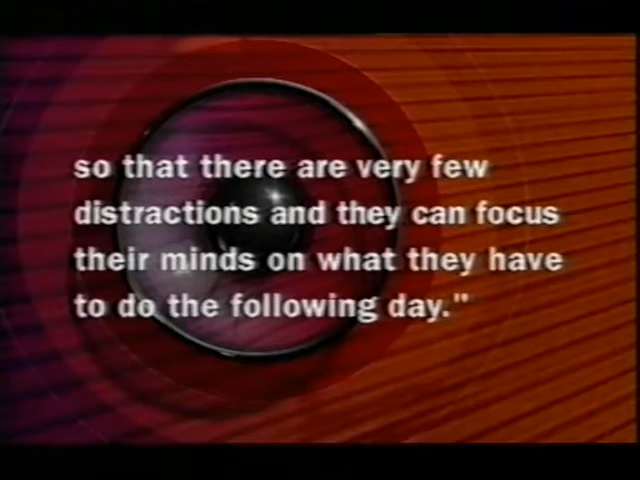 so that there are very few
distractions and they can focus
their minds on what they have
to do the following day."